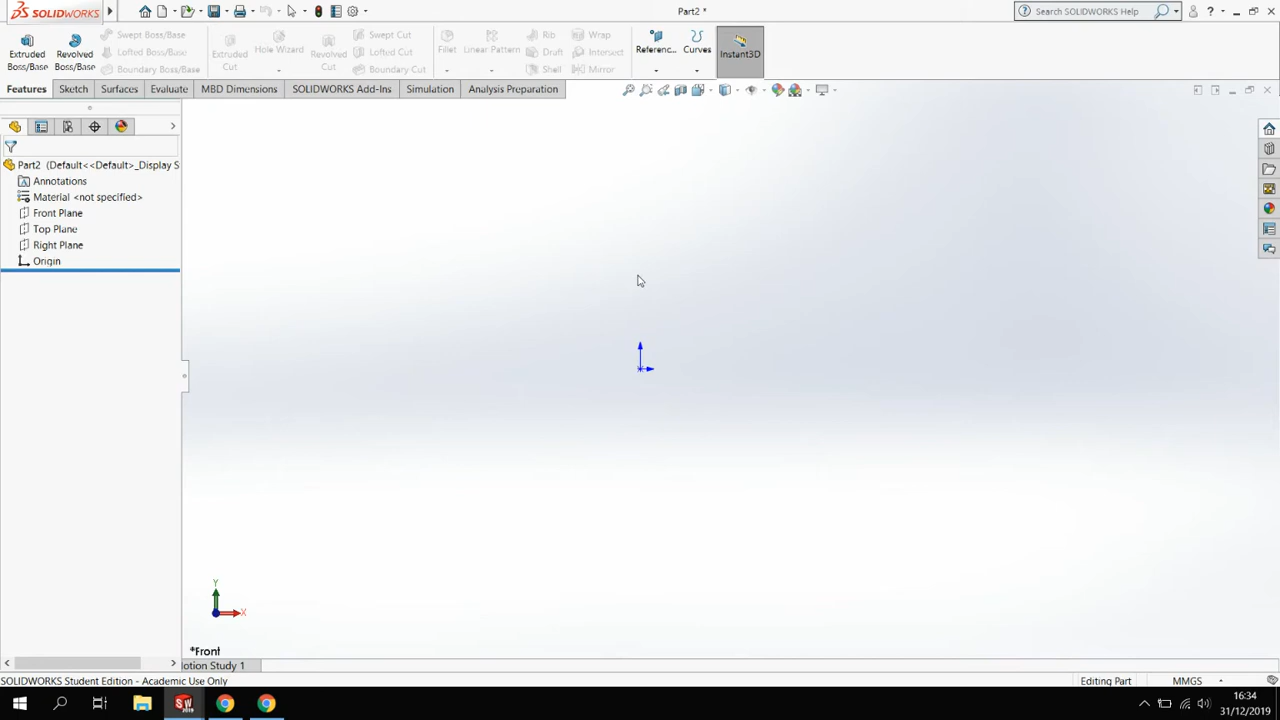 SOLIDWORKS
Part2 *
Search SOLIDWORKS Help
?
Extruded Boss/Base
Revolved Boss/Base
Swept Boss/Base
Lofted Boss/Base
Boundary Boss/Base
Extruded Cut
Hole Wizard
Revolved Cut
Swept Cut
Lofted Cut
Boundary Cut
Fillet
Linear Pattern
Rib
Draft
Shell
Wrap
Intersect
Mirror
Referenc...
Curves
Instant3D
Features Sketch Surfaces Evaluate MBD Dimensions SOLIDWORKS Add-Ins Simulation Analysis Preparation
Part2 (Default<<Default>_Display S
Annotations
Material <not specified>
Front Plane
Top Plane
Right Plane
Origin
Y
X
*Front
otion Study 1
SOLIDWORKS Student Edition - Academic Use Only
Editing Part
MMGS
SW
2019
16:34
31/12/2019